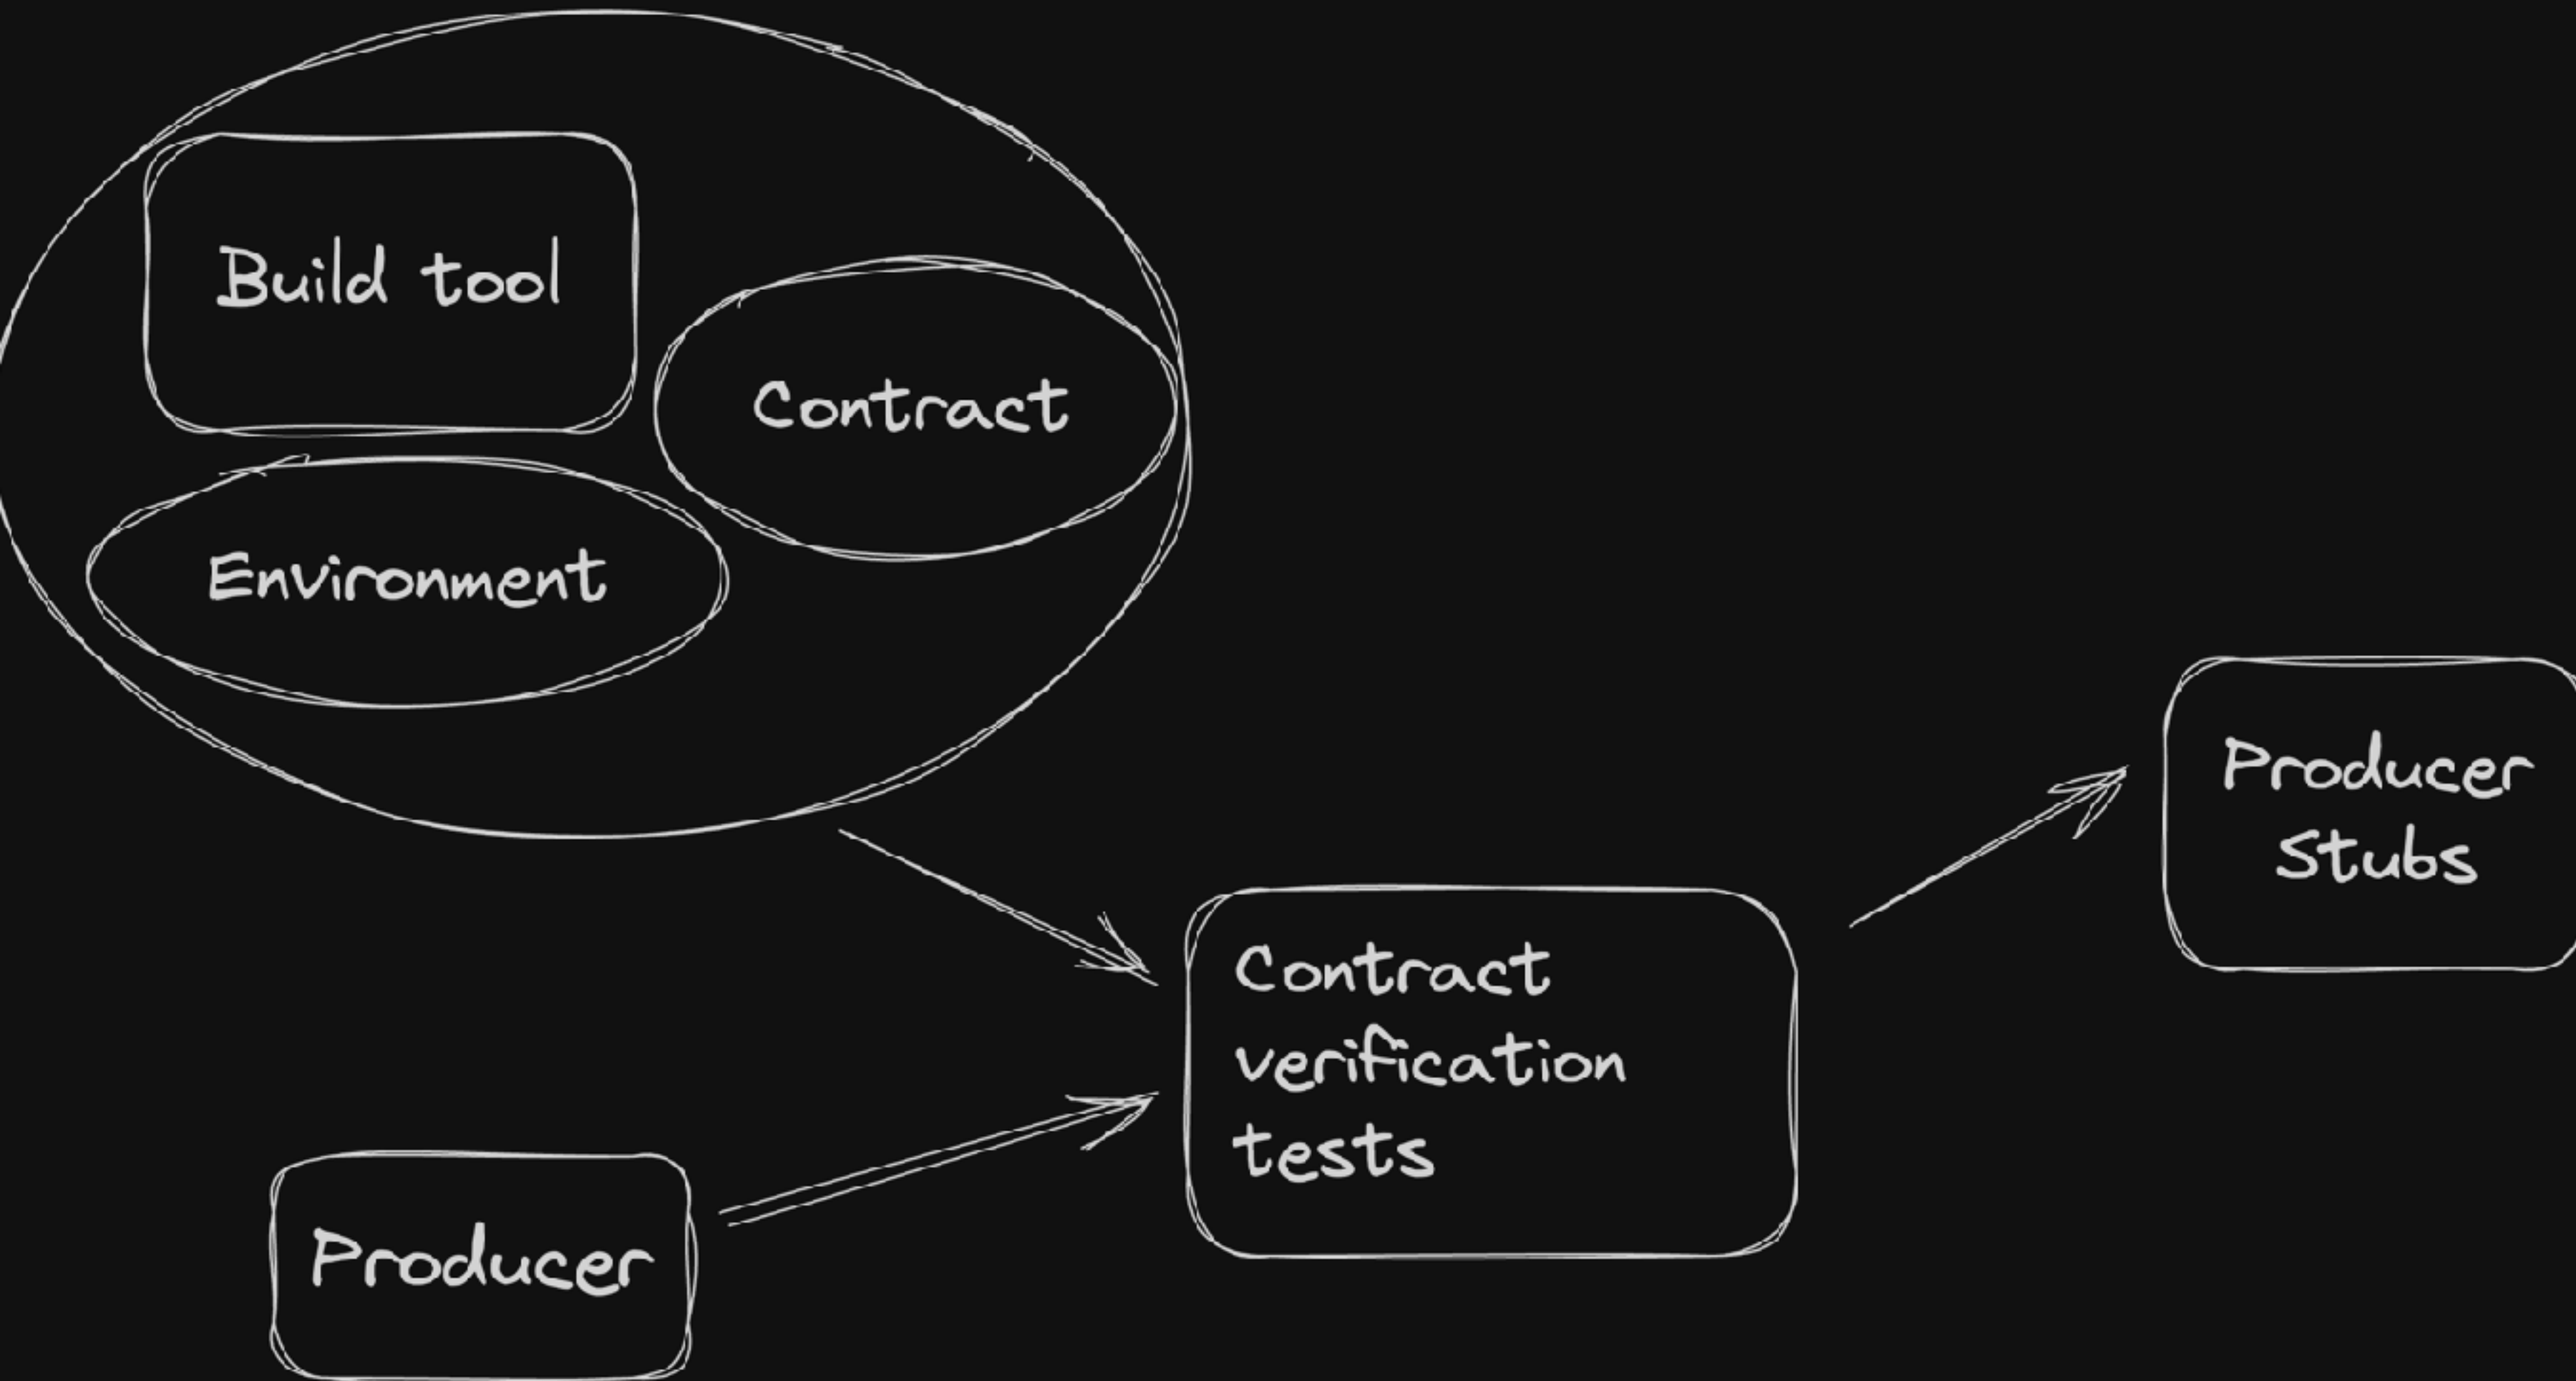 Build tool
Contract
Environment
Producer
Stubs
Contract
verification
tests
Producer